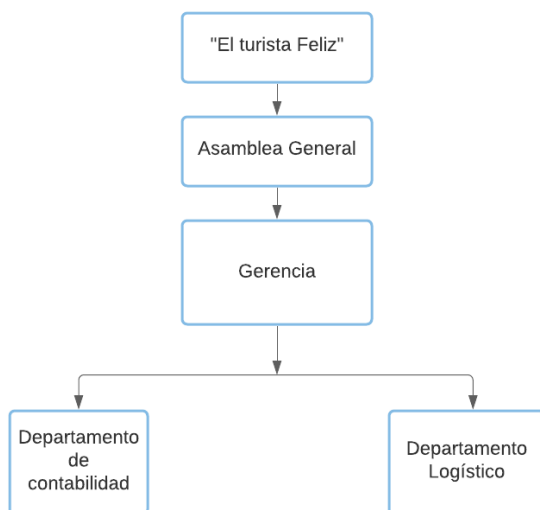 "El turista Feliz"
Asamblea General
Gerencia
Departamento
de
contabilidad
Departamento
Logístico